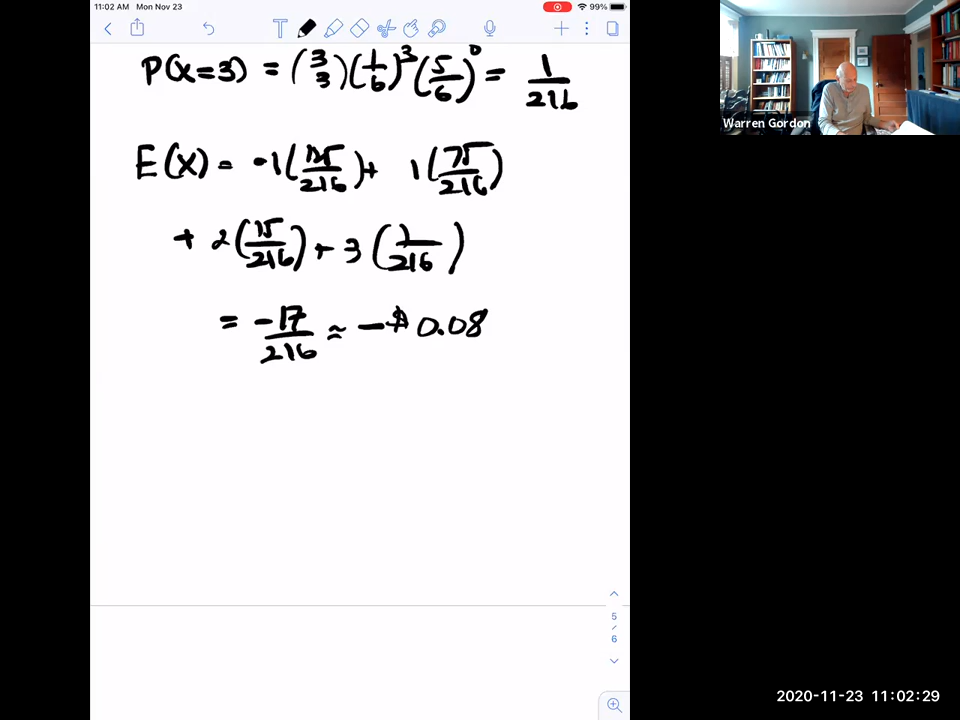 11:02 AM Mon Nov 23
99%
P(x=3) = (3 3)(1/6)^3(5/6)^0 = 1/216
E(X) = -1(125/216) + 1(75/216)
+ 2(15/216) + 3(1/216)
= -17/216 ≈ -$0.08
Warren Gordon
5/6
2020-11-23 11:02:29